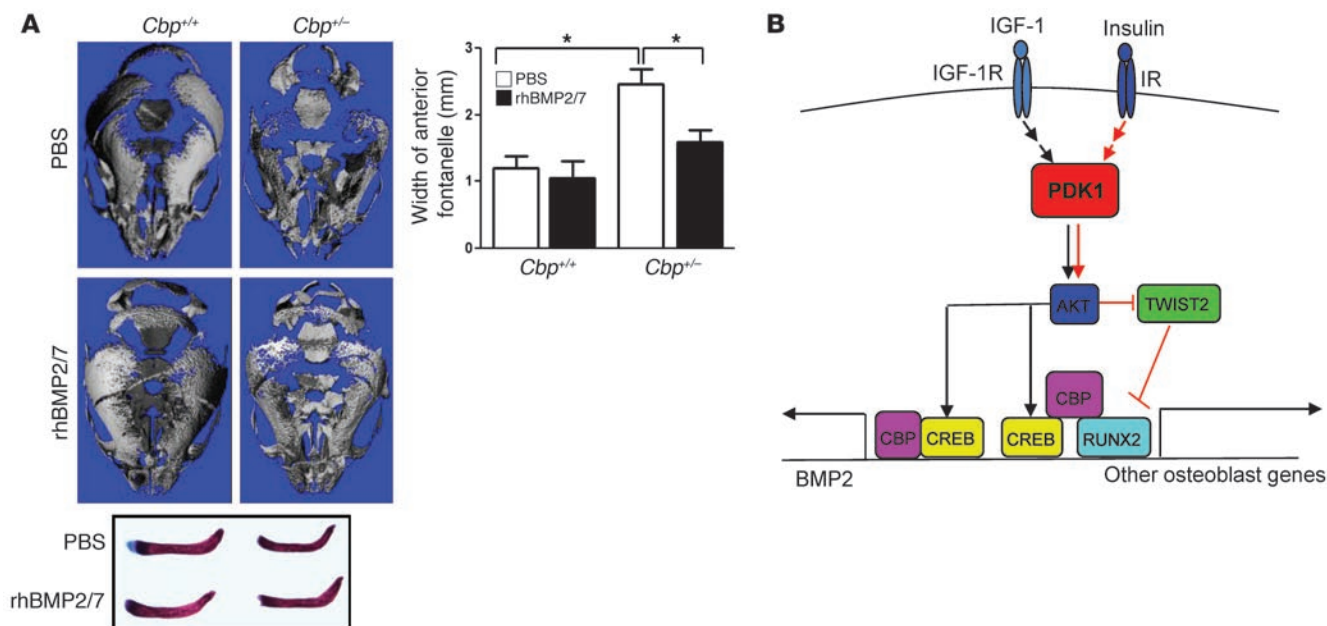 A
Cbp+/+
Cbp+/–
PBS
rhBMP2/7
PBS
rhBMP2/7
Width of anterior
fontanelle (mm)
3
2
1
0
*
*
PBS
rhBMP2/7
Cbp+/+
Cbp+/–
B
IGF-1
Insulin
IGF-1R
IR
PDK1
AKT
TWIST2
CBP
CBP
CREB
CREB
RUNX2
BMP2
Other osteoblast genes